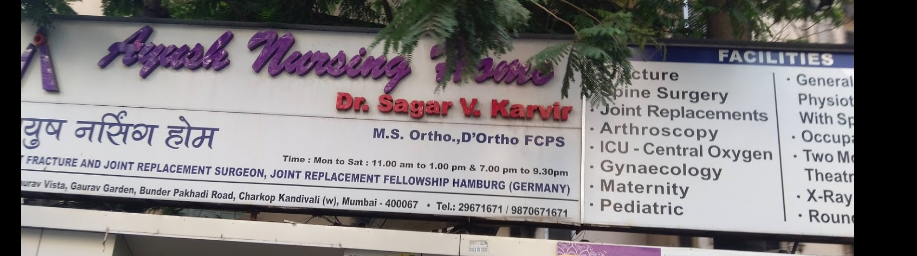 Ayush Nursing Home
Dr. Sagar V. Karvir
M.S. Ortho.,D'Ortho FCPS
नर्सिंग होम
Time : Mon to Sat : 11.00 am to 1.00 pm & 7.00 pm to 9.30pm
FRACTURE AND JOINT REPLACEMENT SURGEON, JOINT REPLACEMENT FELLOWSHIP HAMBURG (GERMANY)
Vista, Gaurav Garden, Bunder Pakhadi Road, Charkop Kandivali (w), Mumbai - 400067 • Tel.: 29671671 / 9870671671
FACILITIES
Spine Surgery
· Joint Replacements
· Arthroscopy
· ICU - Central Oxygen
· Gynaecology
· Maternity
· Pediatric
· General
With
· Two
· X-Ray